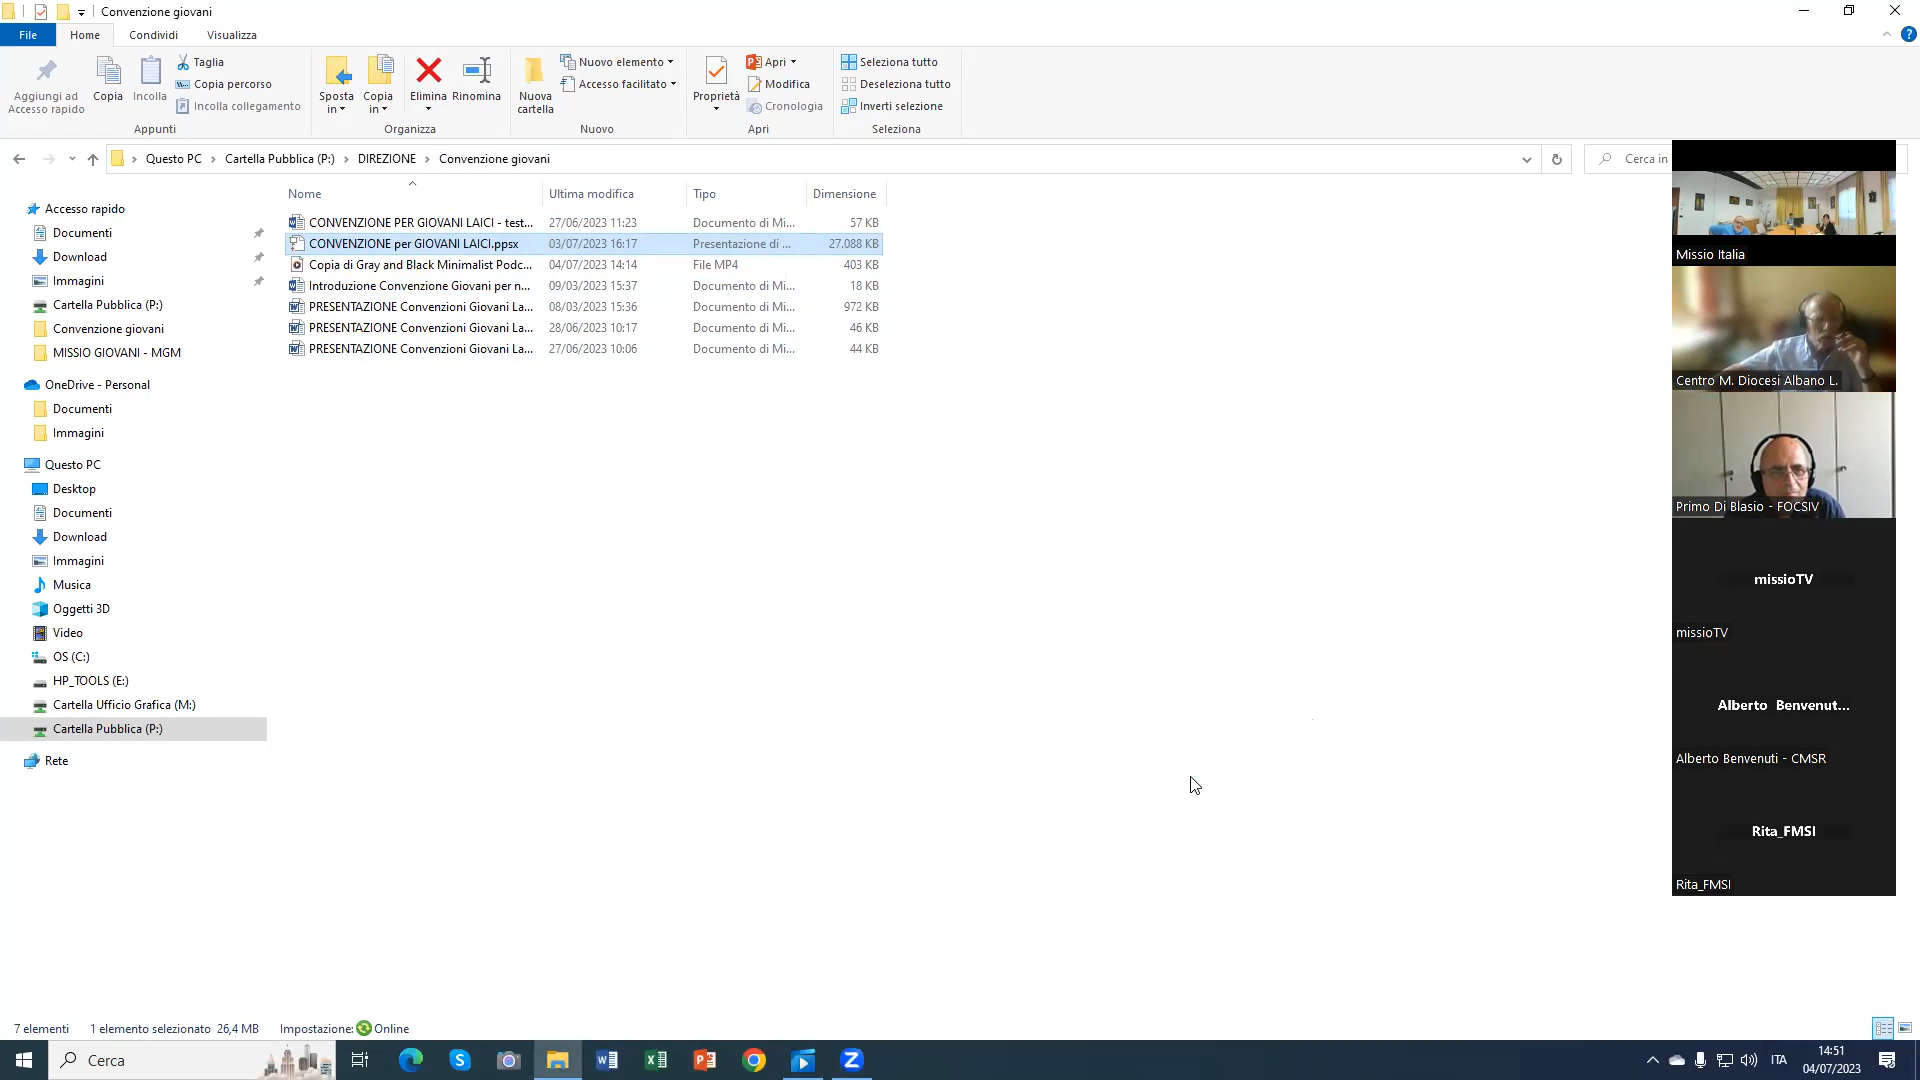 Convenzione giovani
File
Home
Condividi
Visualizza
Aggiungi ad
Accesso rapido
Copia
Incolla
Taglia
Copia percorso
Incolla collegamento
Appunti
Sposta
in
Copia
in
Elimina
Rinomina
Organizza
Nuova
cartella
Nuovo elemento
Accesso facilitato
Nuovo
Proprietà
Apri
Modifica
Cronologia
Apri
Seleziona tutto
Deseleziona tutto
Inverti selezione
Seleziona
Questo PC > Cartella Pubblica (P:) > DIREZIONE > Convenzione giovani
Cerca in
Accesso rapido
Documenti
Download
Immagini
Cartella Pubblica (P:)
Convenzione giovani
MISSIO GIOVANI - MGM
OneDrive - Personal
Documenti
Immagini
Questo PC
Desktop
Documenti
Download
Immagini
Musica
Oggetti 3D
Video
OS (C:)
HP_TOOLS (E:)
Cartella Ufficio Grafica (M:)
Cartella Pubblica (P:)
Rete
Nome Ultima modifica Tipo Dimensione
CONVENZIONE PER GIOVANI LAICI - test... 27/06/2023 11:23 Documento di Mi... 57 KB
CONVENZIONE per GIOVANI LAICI.ppsx 03/07/2023 16:17 Presentazione di ... 27.088 KB
Copia di Gray and Black Minimalist Podc... 04/07/2023 14:14 File MP4 403 KB
Introduzione Convenzione Giovani per n... 09/03/2023 15:37 Documento di Mi... 18 KB
PRESENTAZIONE Convenzioni Giovani La... 08/03/2023 15:36 Documento di Mi... 972 KB
PRESENTAZIONE Convenzioni Giovani La... 28/06/2023 10:17 Documento di Mi... 46 KB
PRESENTAZIONE Convenzioni Giovani La... 27/06/2023 10:06 Documento di Mi... 44 KB
Missio Italia
Centro M. Diocesi Albano L.
Primo Di Blasio - FOCSIV
missioTV
missioTV
Alberto Benvenut...
Alberto Benvenuti - CMSR
Rita_FMSI
Rita_FMSI
7 elementi 1 elemento selezionato 26,4 MB Impostazione: Online
Cerca
ITA
14:51
04/07/2023